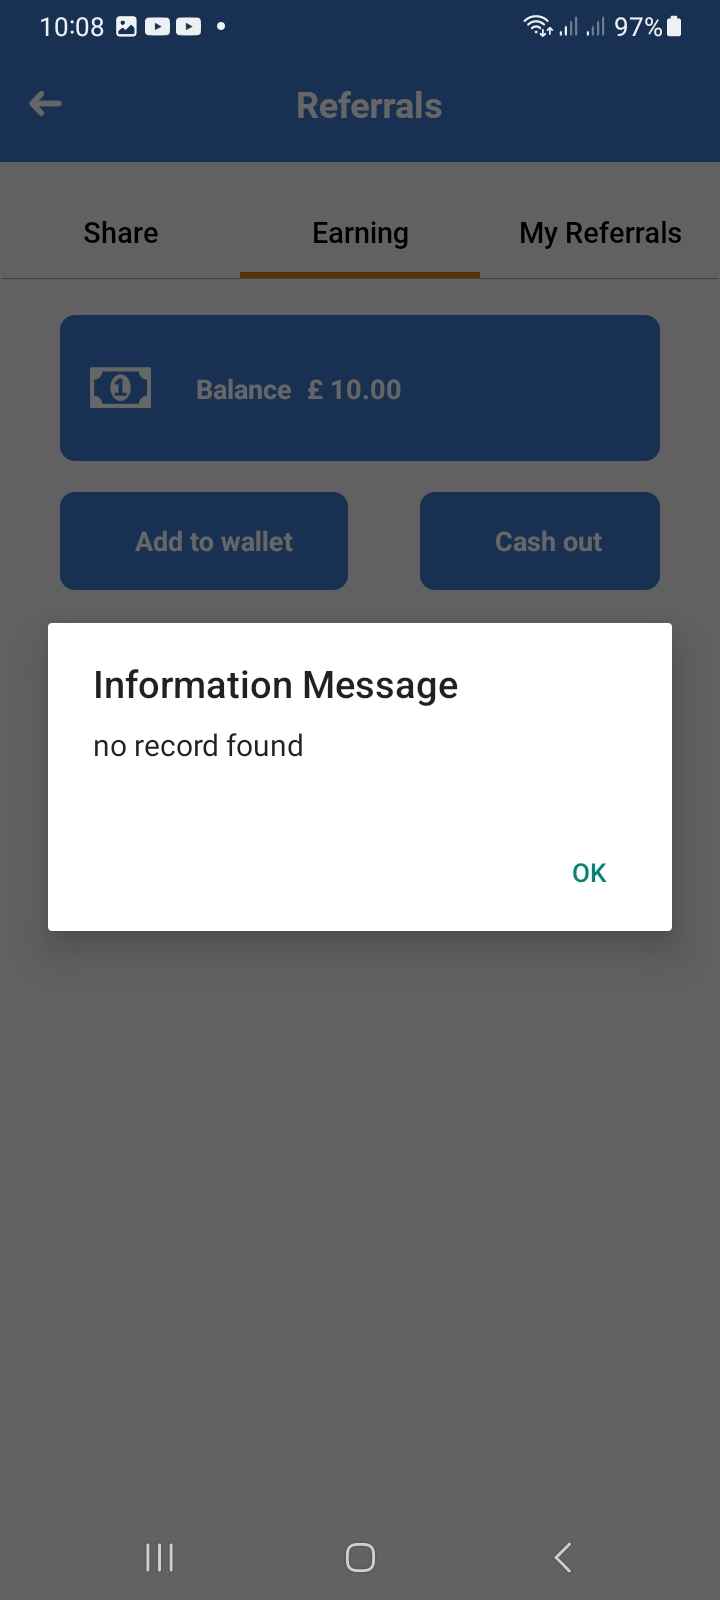 10:08 97%
Referrals
Share Earning My Referrals
1 Balance £ 10.00
Add to wallet Cash out
Information Message
no record found
OK